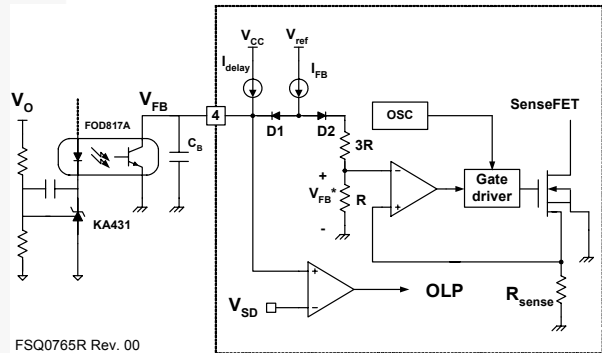 V_CC
V_ref
I_delay
I_FB
V_O
V_FB
FOD817A
4
D1
D2
OSC
SenseFET
3R
C_B
+
V_FB*
R
-
−
+
Gate
driver
KA431
+
−
V_SD
OLP
R_sense
FSQ0765R Rev. 00